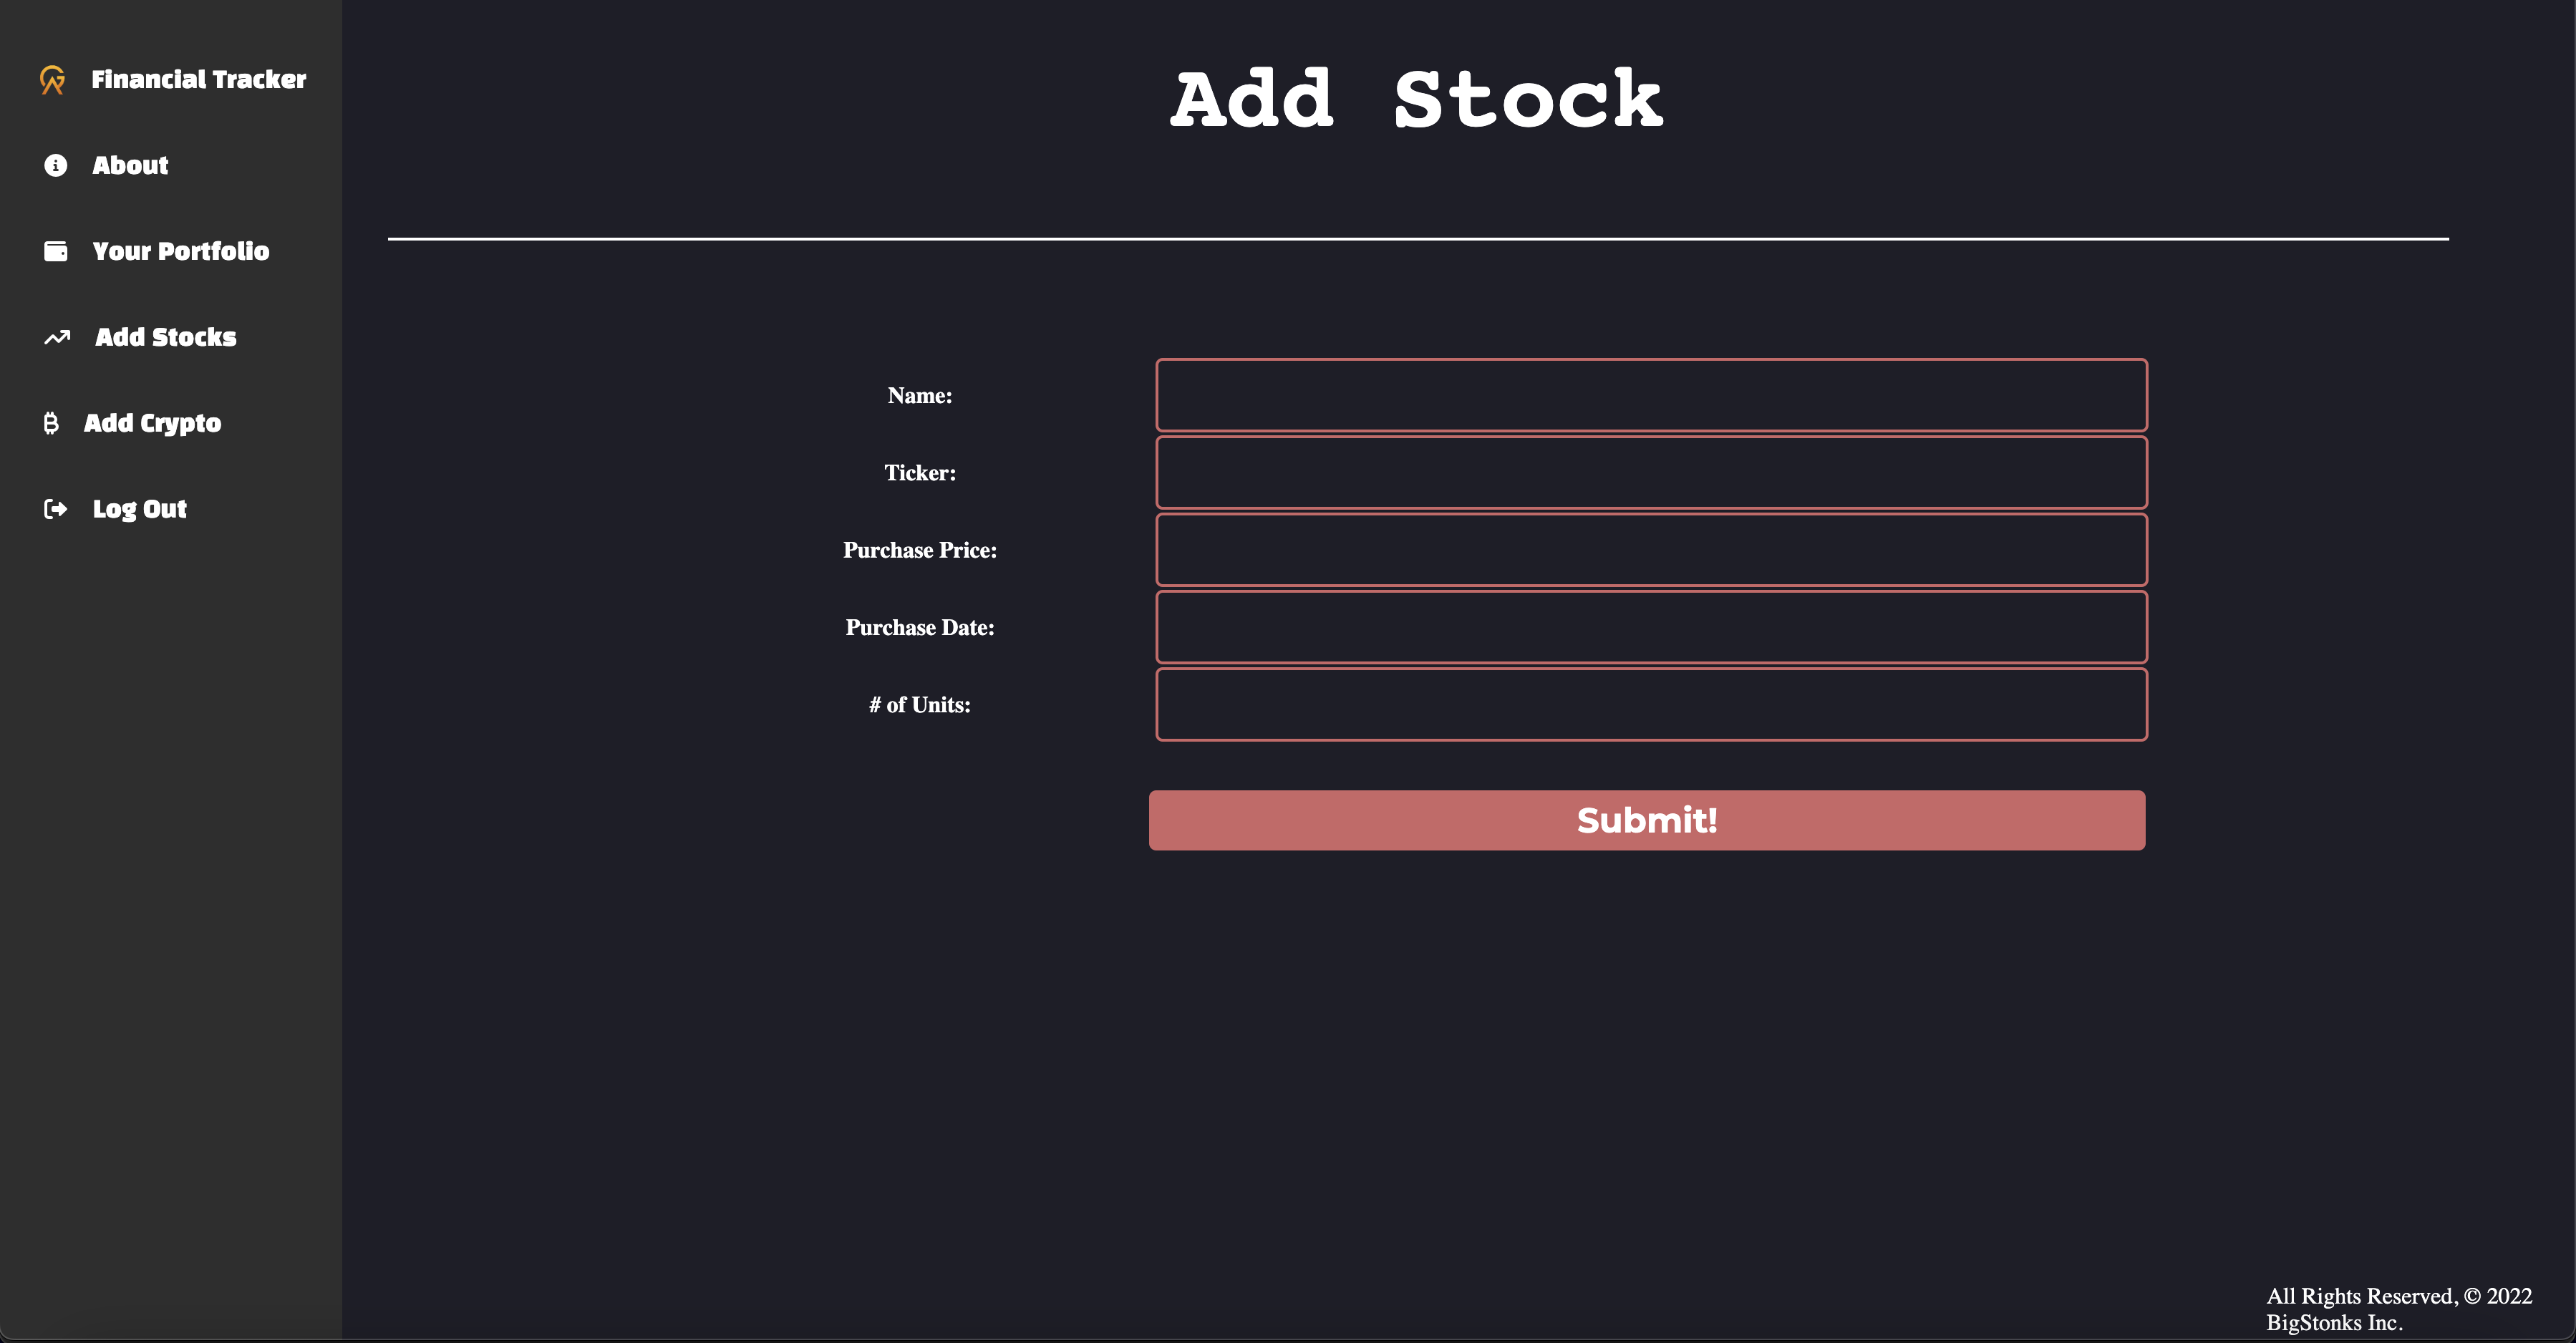 Financial Tracker
About
Your Portfolio
Add Stocks
Add Crypto
Log Out
Add Stock
Name:
Ticker:
Purchase Price:
Purchase Date:
# of Units:
Submit!
All Rights Reserved, © 2022
BigStonks Inc.